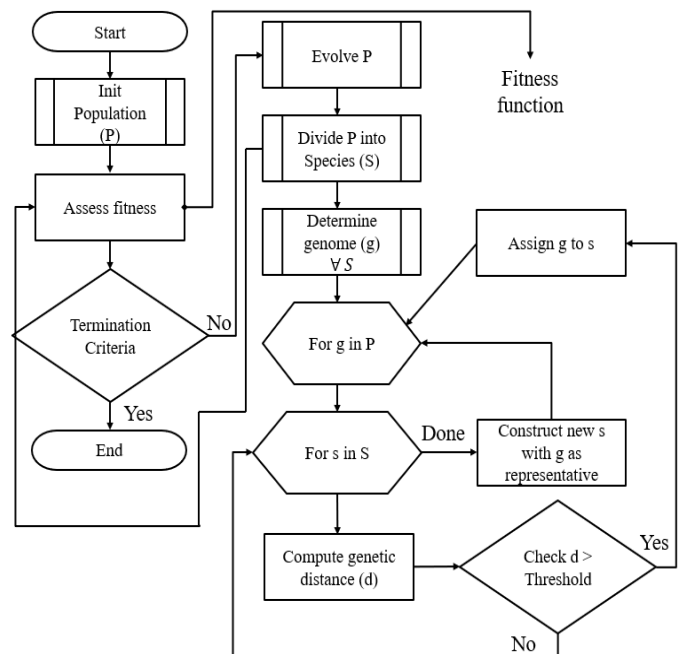 Start
Init
Population
(P)
Assess fitness
Termination
Criteria
No
Yes
End
Evolve P
Divide P into
Species (S)
Determine
genome (g)
∀ S
For g in P
For s in S
Done
Compute genetic
distance (d)
Fitness
function
Assign g to s
Construct new s
with g as
representative
Check d >
Threshold
Yes
No